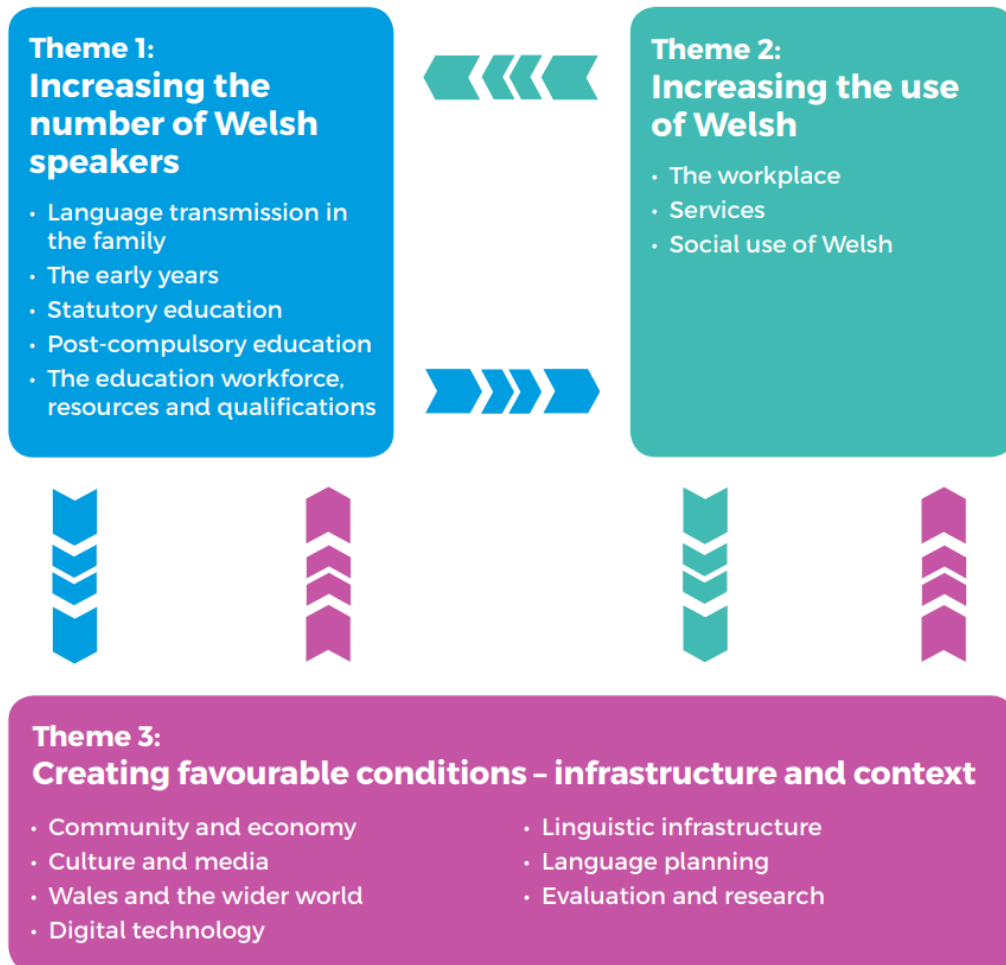 Theme 1:
Increasing the
number of Welsh
speakers
• Language transmission in
the family
• The early years
• Statutory education
• Post-compulsory education
• The education workforce,
resources and qualifications
Theme 2:
Increasing the use
of Welsh
• The workplace
• Services
• Social use of Welsh
Theme 3:
Creating favourable conditions – infrastructure and context
• Community and economy
• Culture and media
• Wales and the wider world
• Digital technology
• Linguistic infrastructure
• Language planning
• Evaluation and research